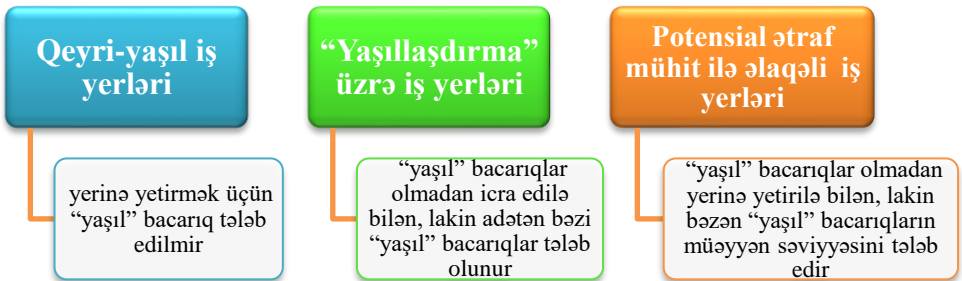 Qeyri-yaşıl iş
yerləri
yerinə yetirmək üçün
“yaşıl” bacarıq tələb
edilmir
“Yaşıllaşdırma”
üzrə iş yerləri
“yaşıl” bacarıqlar
olmadan icra edilə
bilən, lakin adətən bəzi
“yaşıl” bacarıqlar tələb
olunur
Potensial ətraf
mühit ilə əlaqəli iş
yerləri
“yaşıl” bacarıqlar olmadan
yerinə yetirilə bilən, lakin
bəzən “yaşıl” bacarıqların
müəyyən səviyyəsini tələb
edir